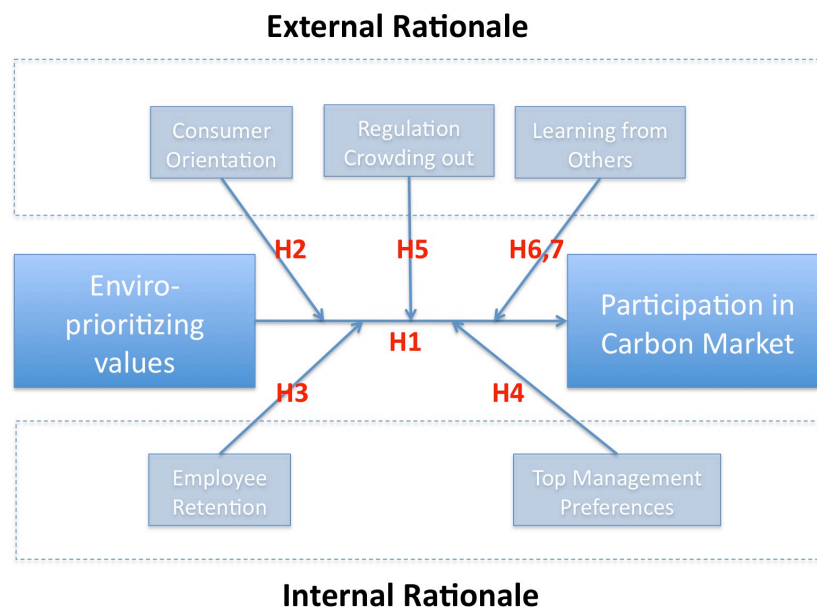 External Rationale
Consumer
Orientation
Regulation
Crowding out
Learning from
Others
H2
H5
H6,7
Enviro-
prioritizing
values
Participation in
Carbon Market
H1
H3
H4
Employee
Retention
Top Management
Preferences
Internal Rationale